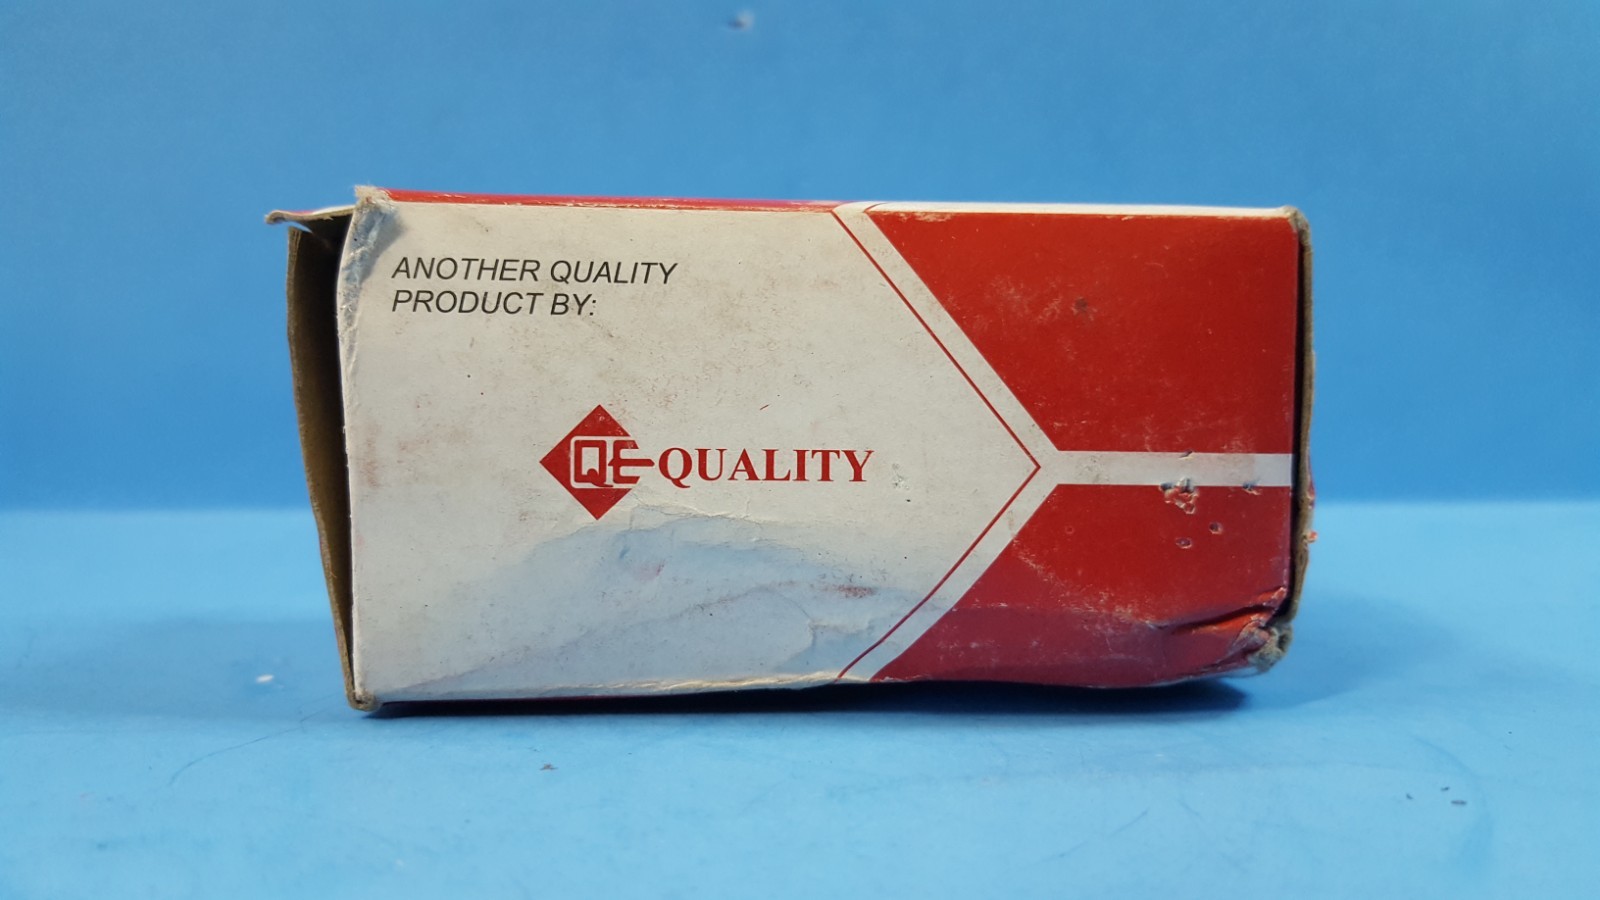 ANOTHER QUALITY
PRODUCT BY:
QE QUALITY